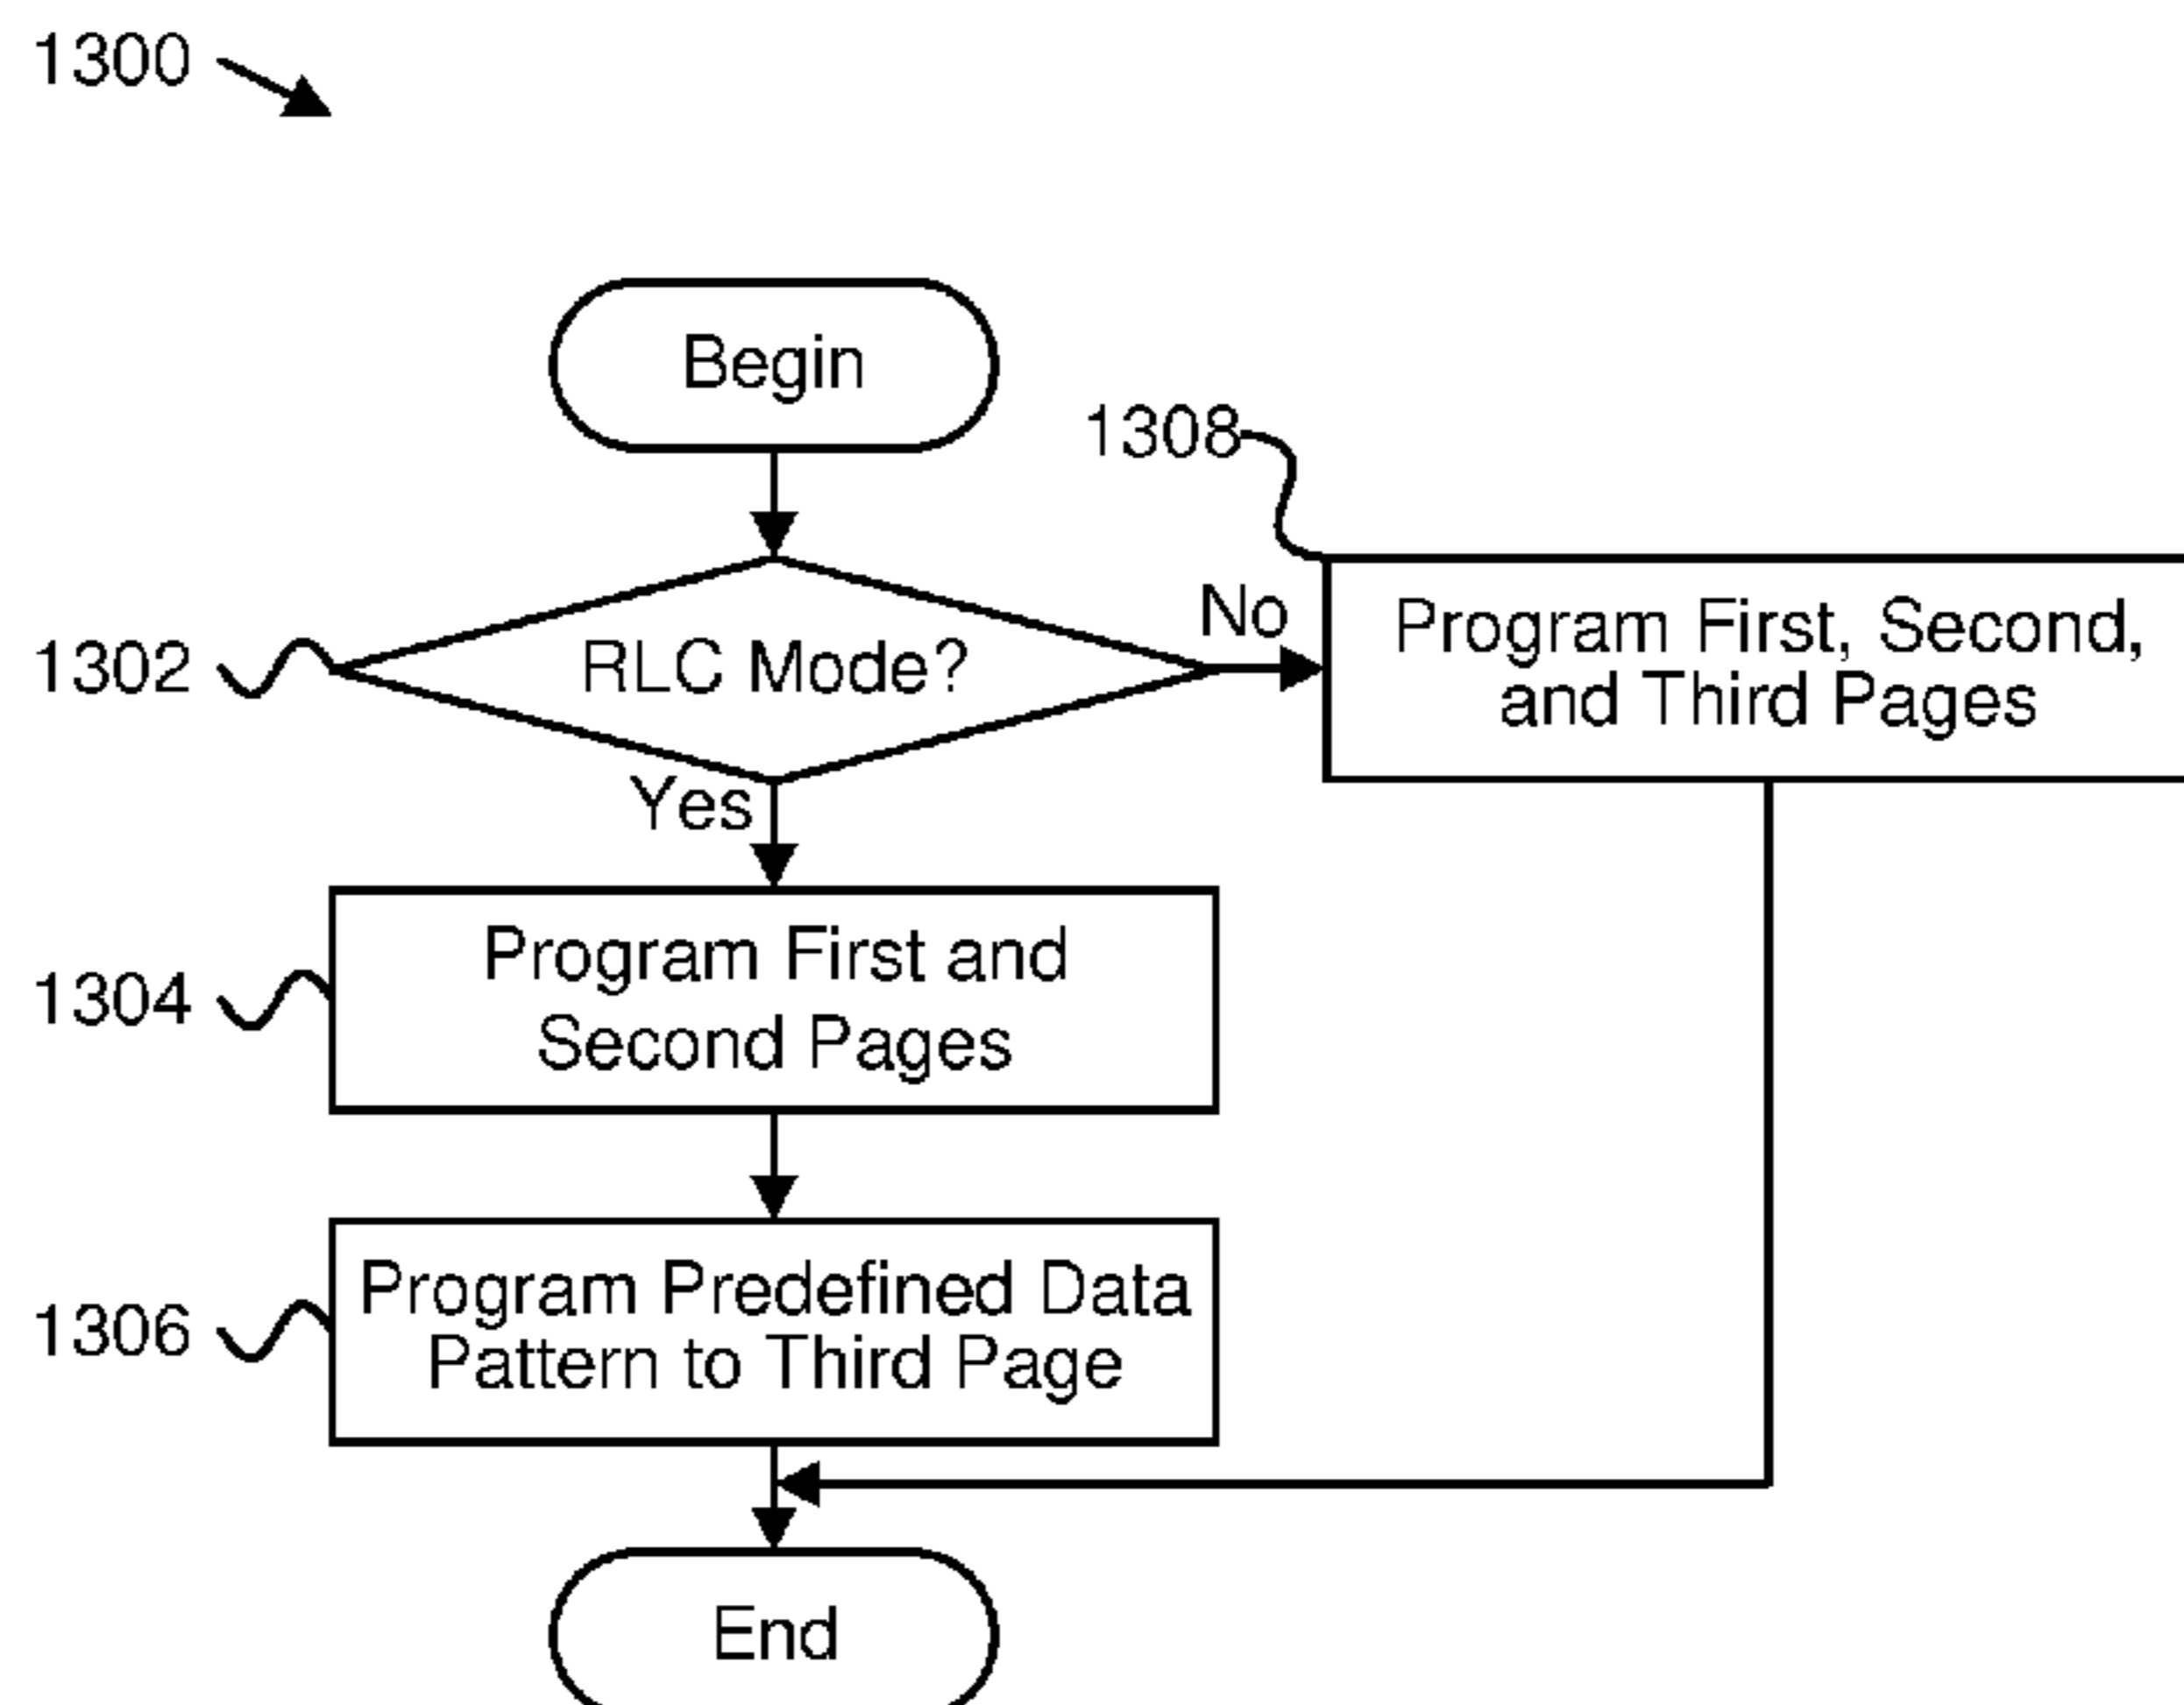 1300
Begin
1308
1302
RLC Mode?
No
Program First, Second,
and Third Pages
Yes
1304
Program First and
Second Pages
1306
Program Predefined Data
Pattern to Third Page
End